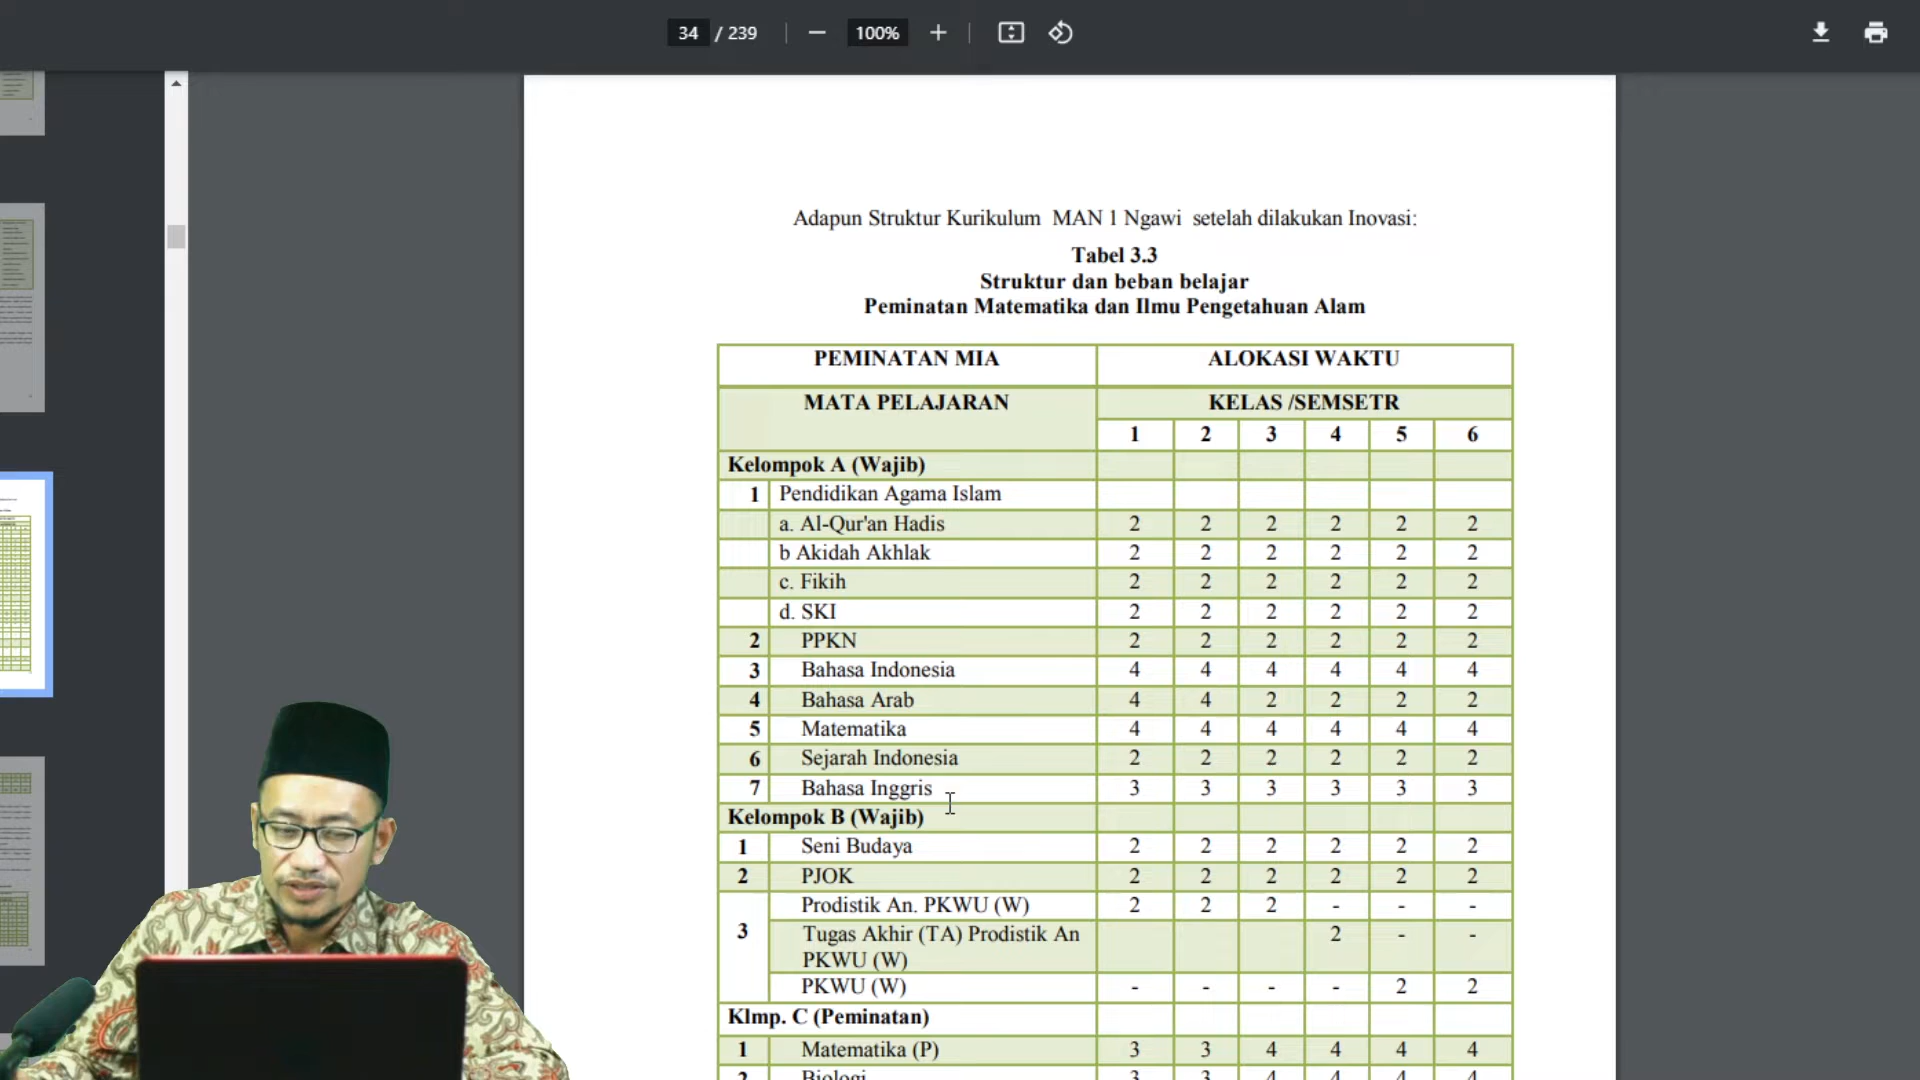 34 / 239 100%
Adapun Struktur Kurikulum MAN 1 Ngawi setelah dilakukan Inovasi:
Tabel 3.3
Struktur dan beban belajar
Peminatan Matematika dan Ilmu Pengetahuan Alam
PEMINATAN MIA ALOKASI WAKTU
MATA PELAJARAN KELAS /SEMSETR
1 2 3 4 5 6
Kelompok A (Wajib)
1 Pendidikan Agama Islam
a. Al-Qur'an Hadis 2 2 2 2 2 2
b Akidah Akhlak 2 2 2 2 2 2
c. Fikih 2 2 2 2 2 2
d. SKI 2 2 2 2 2 2
2 PPKN 2 2 2 2 2 2
3 Bahasa Indonesia 4 4 4 4 4 4
4 Bahasa Arab 4 4 2 2 2 2
5 Matematika 4 4 4 4 4 4
6 Sejarah Indonesia 2 2 2 2 2 2
7 Bahasa Inggris 3 3 3 3 3 3
Kelompok B (Wajib)
1 Seni Budaya 2 2 2 2 2 2
2 PJOK 2 2 2 2 2 2
3 Prodistik An. PKWU (W) 2 2 2 - - -
Tugas Akhir (TA) Prodistik An 2 - -
PKWU (W)
PKWU (W) - - - - 2 2
Klmp. C (Peminatan)
1 Matematika (P) 3 3 4 4 4 4
2 Biologi 3 3 4 4 4 4